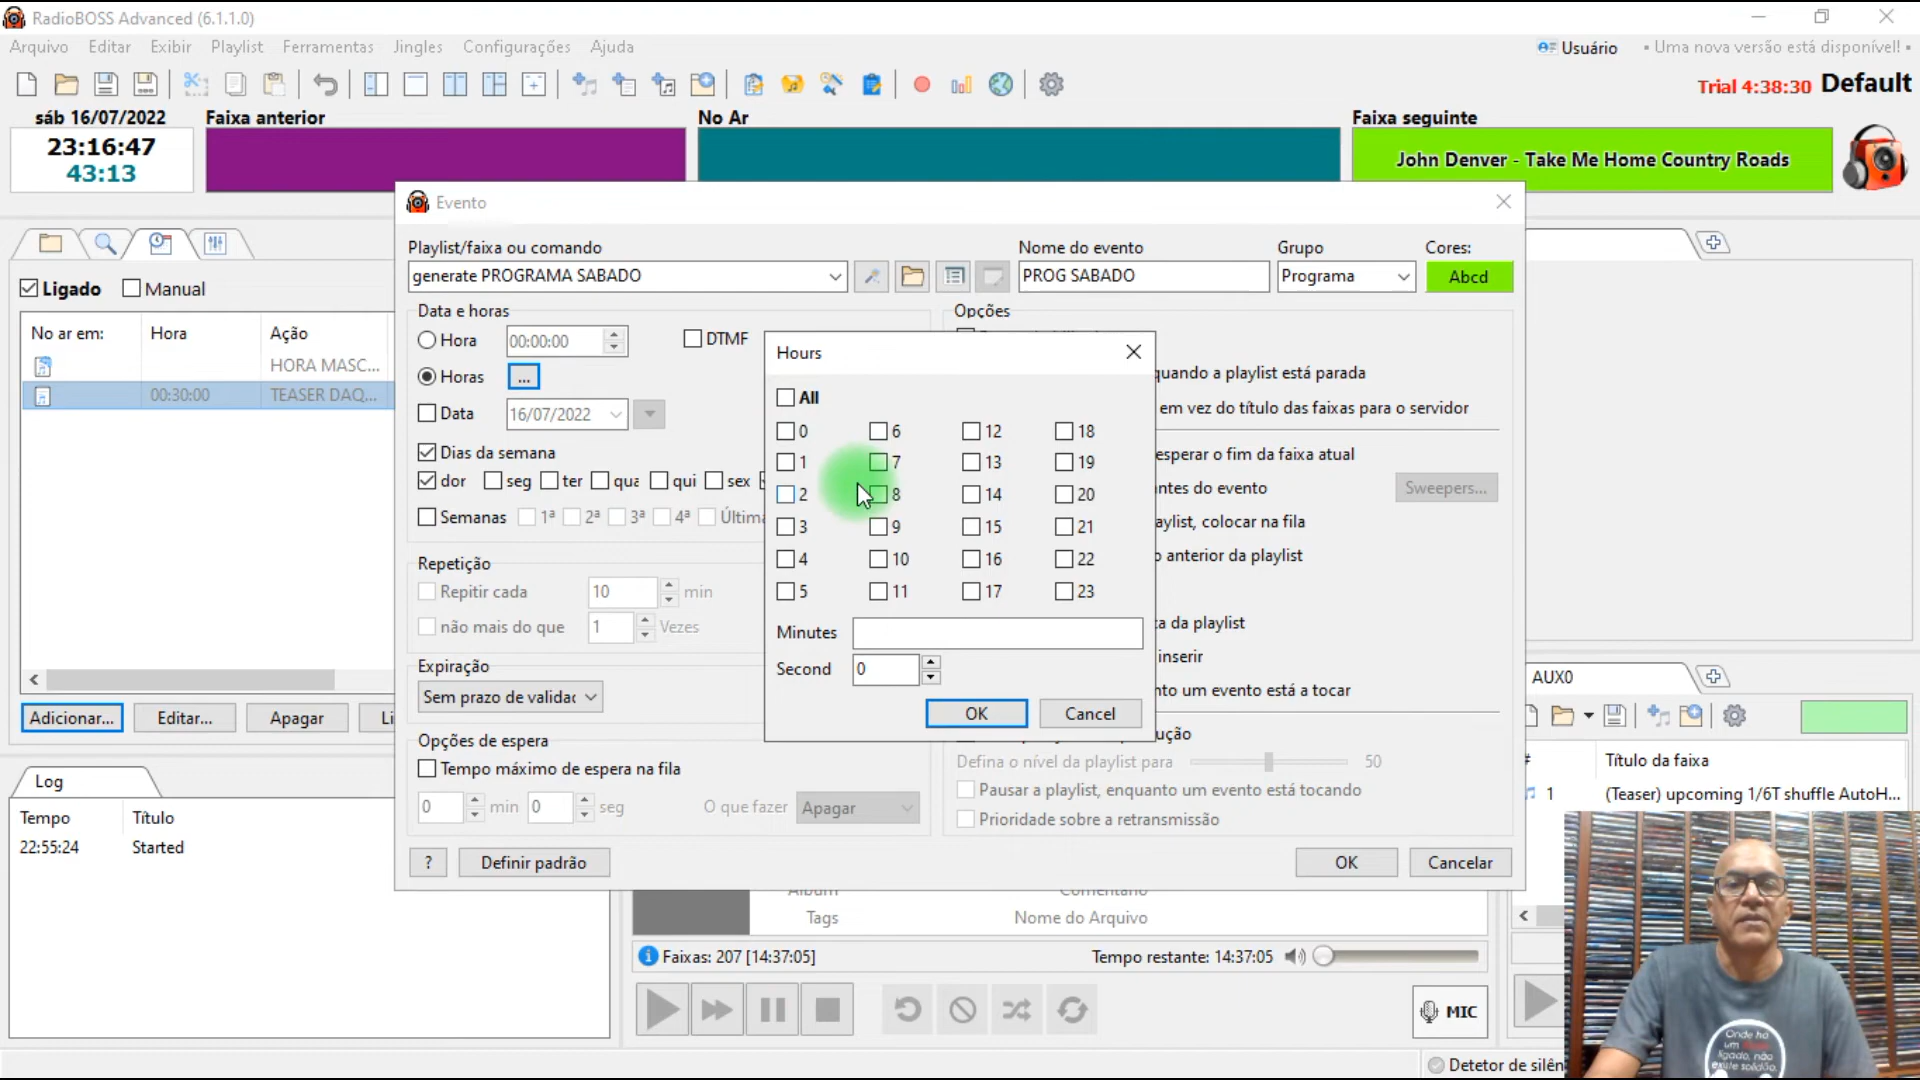 RadioBOSS Advanced (6.1.1.0)
Arquivo Editar Exibir Playlist Ferramentas Jingles Configurações Ajuda
Usuário
Uma nova versão está disponível!
Trial 4:38:30 Default
sáb 16/07/2022
23:16:47
43:13
Faixa anterior
No Ar
Faixa seguinte
John Denver - Take Me Home Country Roads
Evento
Playlist/faixa ou comando
generate PROGRAMA SABADO
Nome do evento
PROG SABADO
Grupo
Programa
Cores:
Abcd
Ligado Manual
No ar em: Hora Ação
HORA MASC...
00:30:00 TEASER DAQ...
Adicionar... Editar... Apagar Li
Data e horas
Hora 00:00:00 DTMF
Horas ...
Data 16/07/2022
Dias da semana
dor seg ter qua qui sex
Semanas 1ª 2ª 3ª 4ª Última
Repetição
Repitir cada 10 min
não mais do que 1 Vezes
Expiração
Sem prazo de validac
Opções de espera
Tempo máximo de espera na fila
0 min 0 seg O que fazer Apagar
? Definir padrão
Opções
quando a playlist está parada
em vez do título das faixas para o servidor
esperar o fim da faixa atual
ntes do evento
Sweepers...
aylist, colocar na fila
o anterior da playlist
a da playlist
inserir
nto um evento está a tocar
ução
Defina o nível da playlist para 50
Pausar a playlist, enquanto um evento está tocando
Prioridade sobre a retransmissão
OK Cancelar
Hours
All
0 6 12 18
1 7 13 19
2 8 14 20
3 9 15 21
4 10 16 22
5 11 17 23
Minutes
Second 0
OK Cancel
Log
Tempo Título
22:55:24 Started
Álbum Comentário
Tags Nome do Arquivo
Faixas: 207 [14:37:05]
Tempo restante: 14:37:05
MIC
AUX0
# Título da faixa
1 (Teaser) upcoming 1/6T shuffle AutoH...
Detetor de silên
Onde há
um
ligado, não
existe solidão.